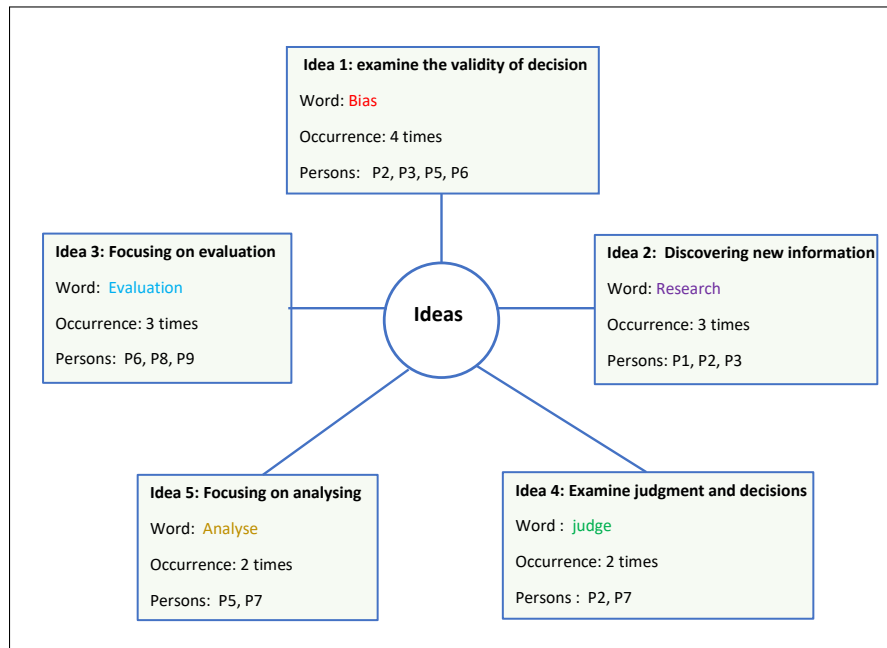 Idea 1: examine the validity of decision
Word: Bias
Occurrence: 4 times
Persons: P2, P3, P5, P6
Idea 3: Focusing on evaluation
Word: Evaluation
Occurrence: 3 times
Persons: P6, P8, P9
Idea 2: Discovering new information
Word: Research
Occurrence: 3 times
Persons: P1, P2, P3
Ideas
Idea 5: Focusing on analysing
Word: Analyse
Occurrence: 2 times
Persons: P5, P7
Idea 4: Examine judgment and decisions
Word : judge
Occurrence: 2 times
Persons : P2, P7